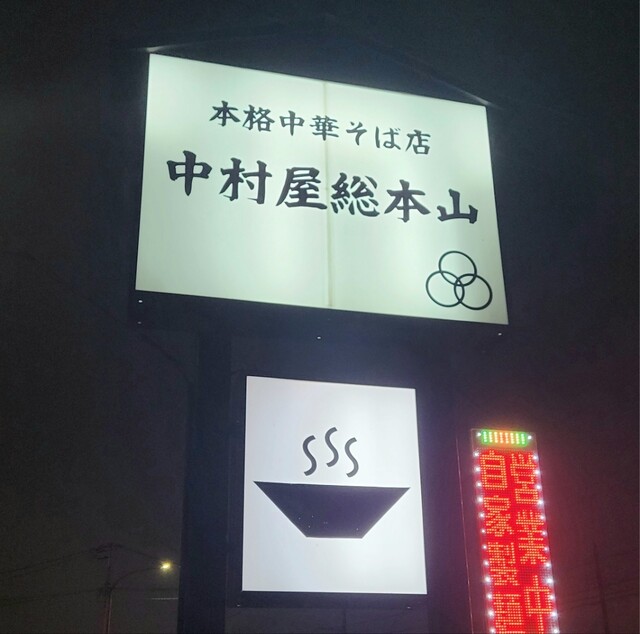 本格中華そば店
中村屋総本山
営業中
自家製麺